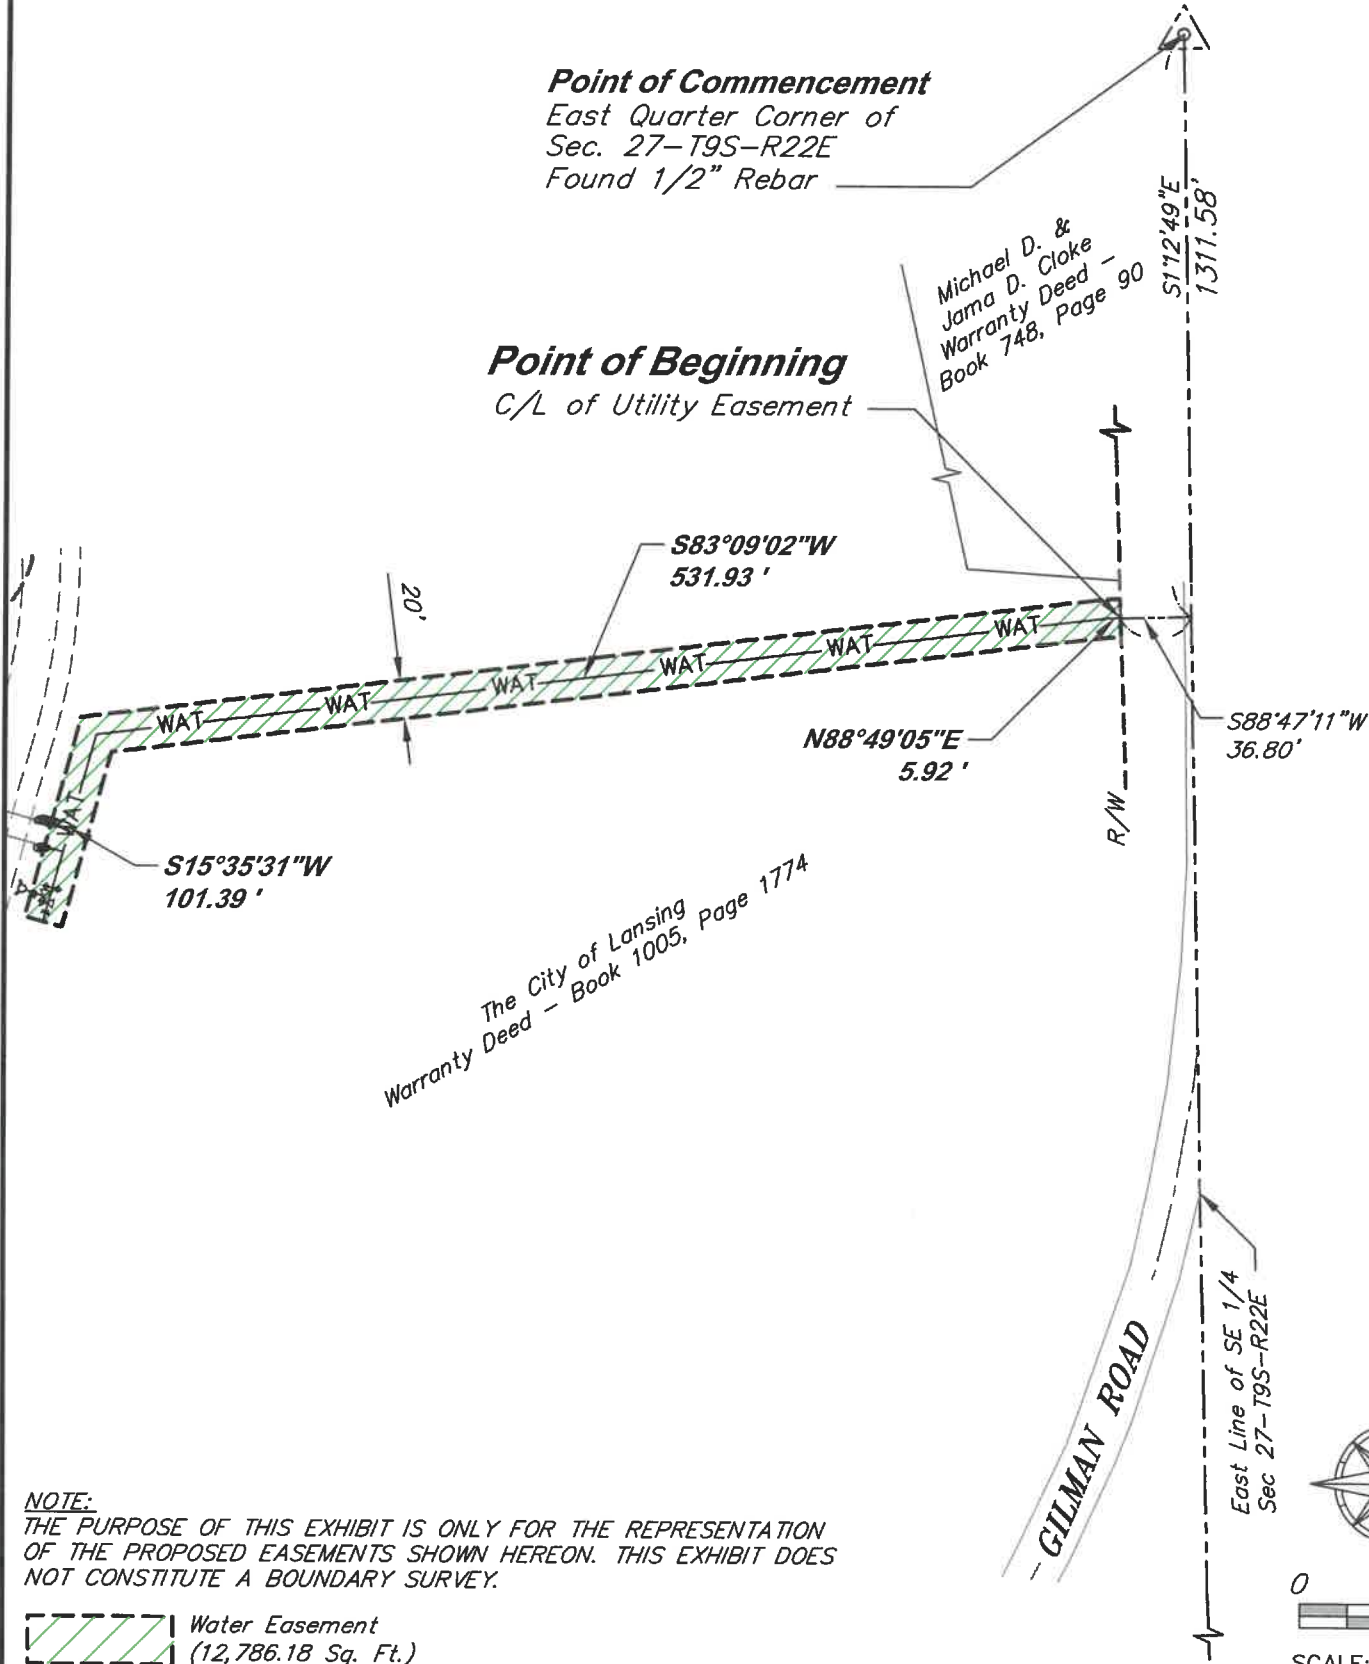 Point of Commencement
East Quarter Corner of
Sec. 27-T9S-R22E
Found 1/2" Rebar
S1°12'49"E
1311.58'
Michael D. &
Jama D. Cloke
Warranty Deed -
Book 748, Page 90
Point of Beginning
C/L of Utility Easement
S83°09'02"W
531.93 '
20'
WAT
WAT
WAT
WAT
WAT
WAT
WAT
N88°49'05"E
5.92 '
S88°47'11"W
36.80'
R/W
S15°35'31"W
101.39 '
The City of Lansing
Warranty Deed - Book 1005, Page 1774
GILMAN ROAD
East Line of SE 1/4
Sec 27-T9S-R22E
NOTE:
THE PURPOSE OF THIS EXHIBIT IS ONLY FOR THE REPRESENTATION
OF THE PROPOSED EASEMENTS SHOWN HEREON. THIS EXHIBIT DOES
NOT CONSTITUTE A BOUNDARY SURVEY.
Water Easement
(12,786.18 Sq. Ft.)
0
SCALE: